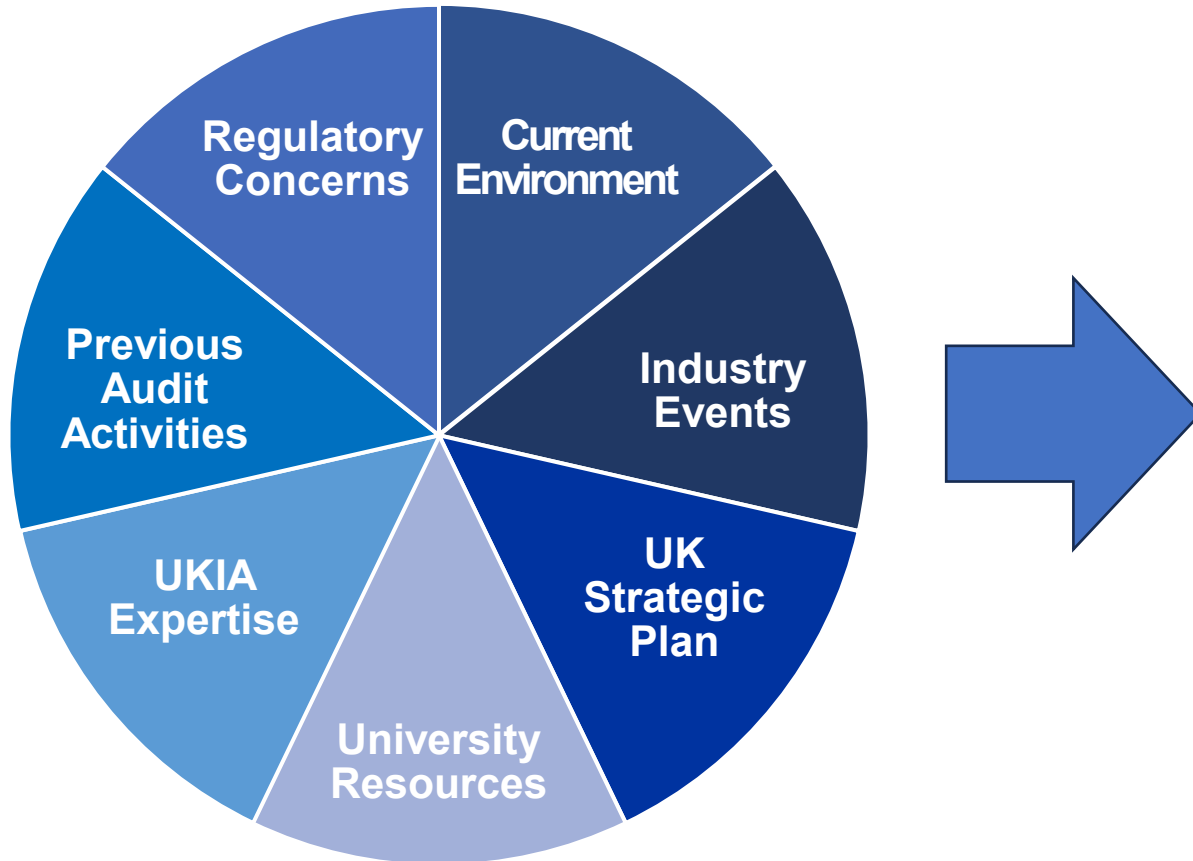 Current
Environment
Industry
Events
UK
Strategic
Plan
University
Resources
UKIA
Expertise
Previous
Audit
Activities
Regulatory
Concerns